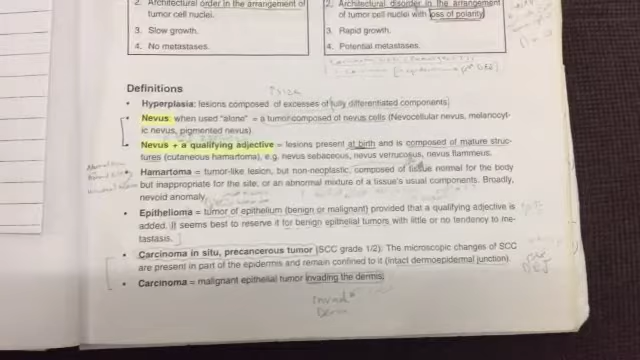 2. Architectural order in the arrangement of
tumor cell nuclei.
3. Slow growth.
4. No metastases.
2. Architectural disorder in the arrangement
of tumor cell nuclei with loss of polarity
3. Rapid growth.
4. Potential metastases.
Definitions
• Hyperplasia: lesions composed of excesses of fully differentiated components
• Nevus: when used "alone" = a tumor composed of nevus cells (Nevocellular nevus, melanocyt-
ic nevus, pigmented nevus)
• Nevus + a qualifying adjective = lesions present at birth and is composed of mature struc-
tures (cutaneous hamartoma), e.g. nevus sebaceous, nevus verrucosus, nevus flammeus.
• Hamartoma = tumor-like lesion, but non-neoplastic, composed of tissue normal for the body
but inappropriate for the site, or an abnormal mixture of a tissue's usual components. Broadly,
nevoid anomaly.
• Epithelioma = tumor of epithelium (benign or malignant) provided that a qualifying adjective is
added. It seems best to reserve it for benign epithelial tumors with little or no tendency to me-
tastasis.
• Carcinoma in situ, precancerous tumor (SCC grade 1/2). The microscopic changes of SCC
are present in part of the epidermis and remain confined to it (intact dermoepidermal junction).
• Carcinoma = malignant epithelial tumor invading the dermis.